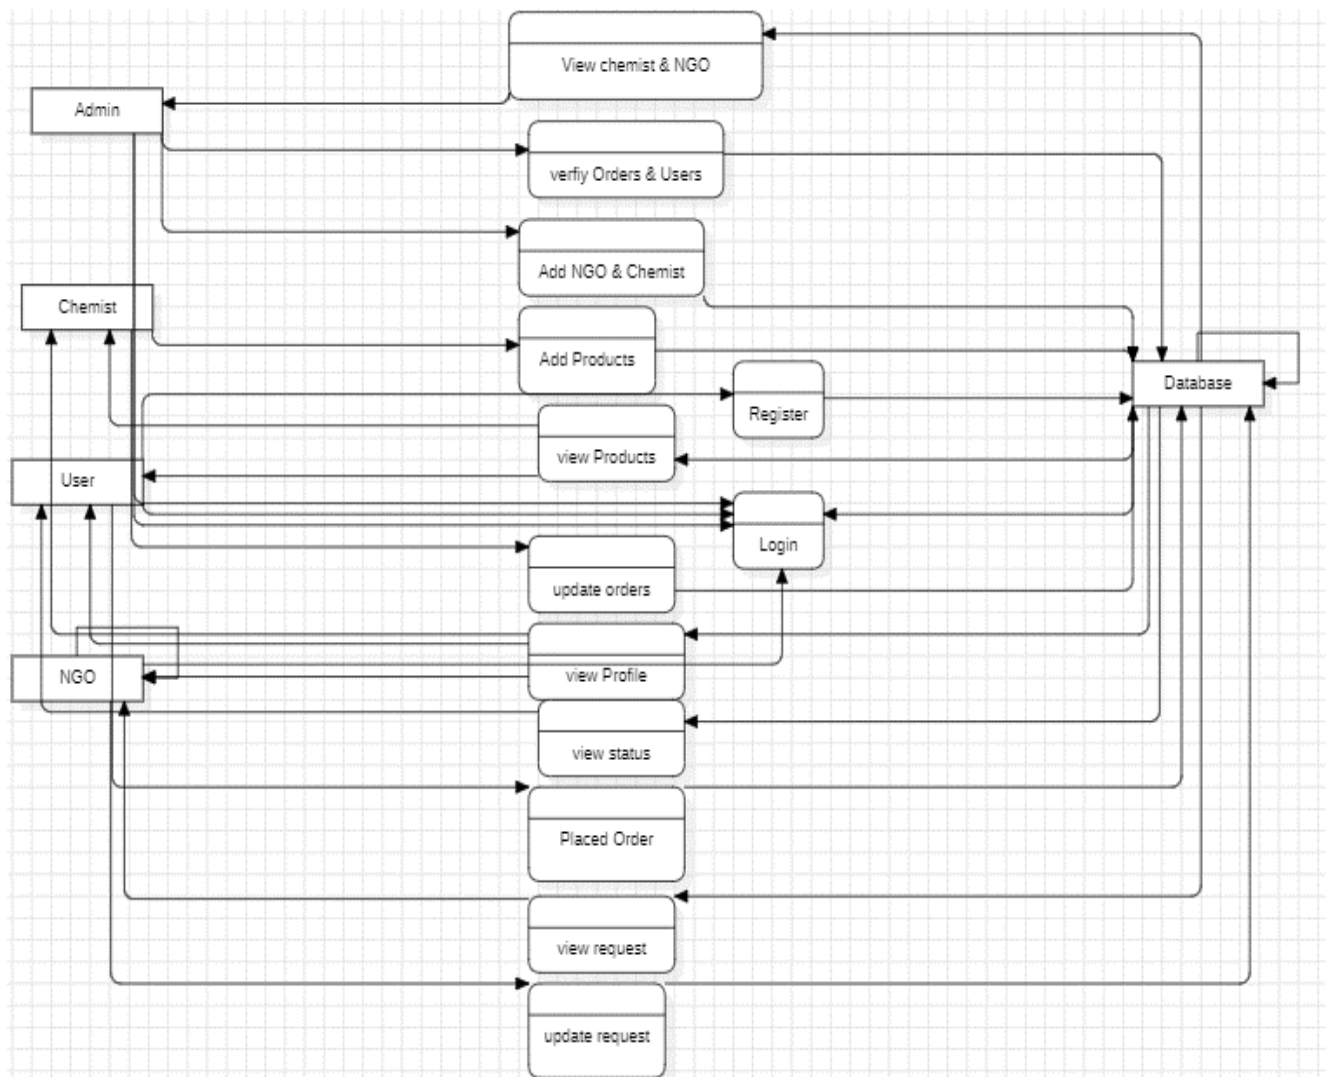 View chemist & NGO
Admin
verfiy Orders & Users
Add NGO & Chemist
Chemist
Add Products
Database
Register
view Products
User
Login
update orders
NGO
view Profile
view status
Placed Order
view request
update request